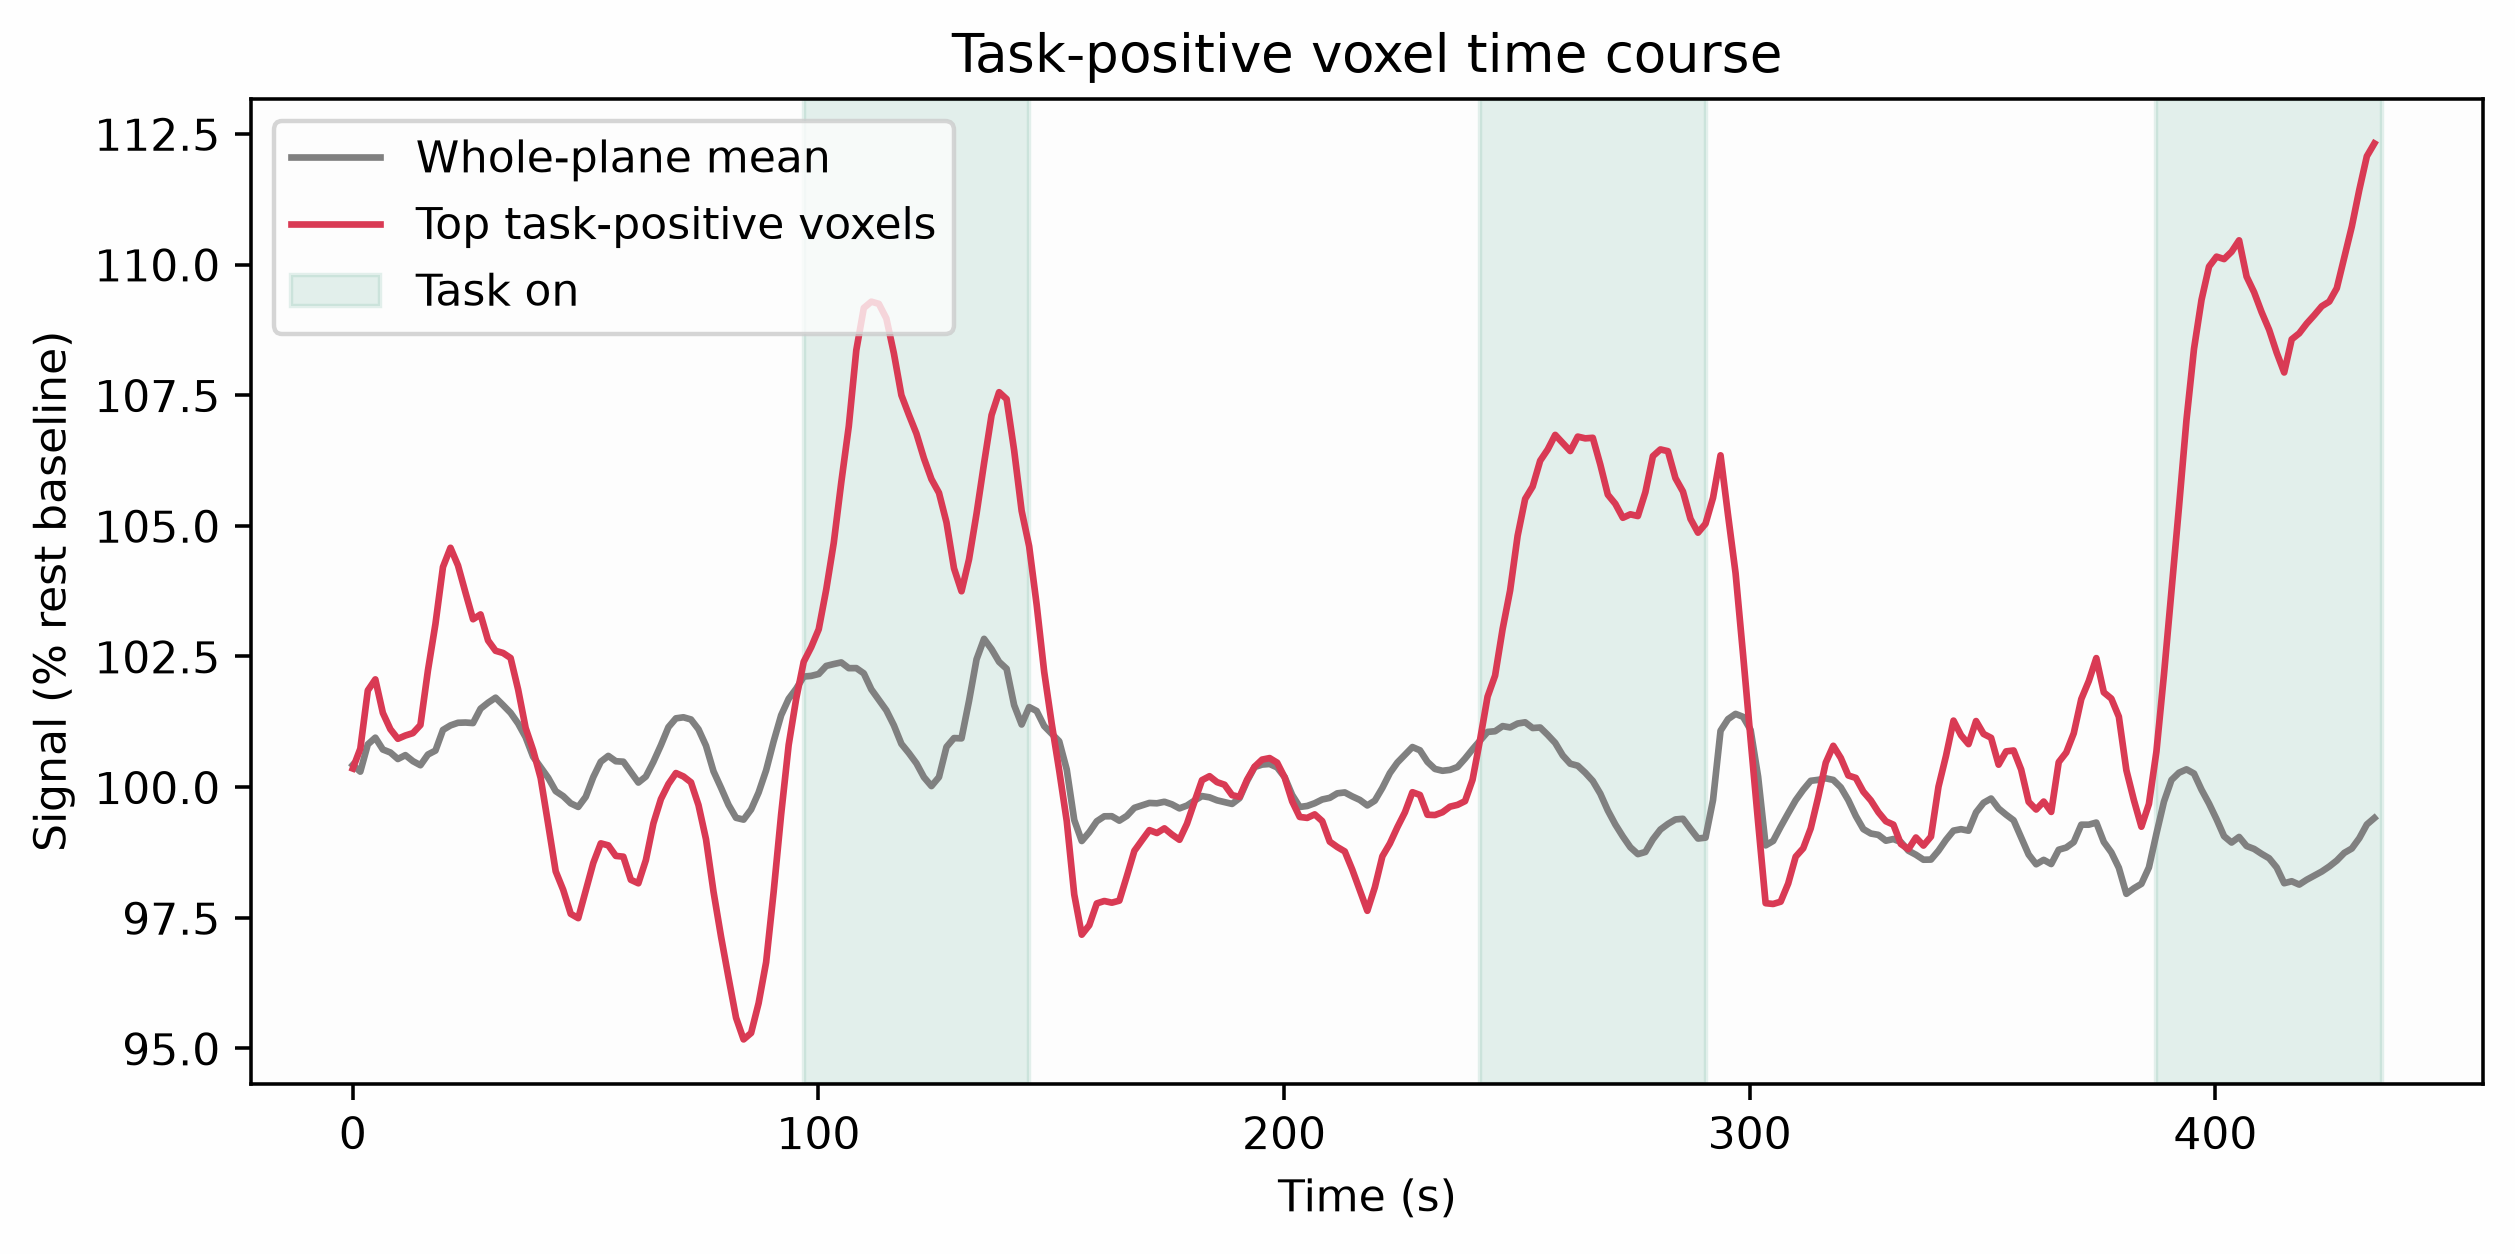 Task-positive voxel time course
Signal (% rest baseline)
112.5
110.0
107.5
105.0
102.5
100.0
97.5
95.0
Whole-plane mean
Top task-positive voxels
Task on
0
100
200
300
400
Time (s)